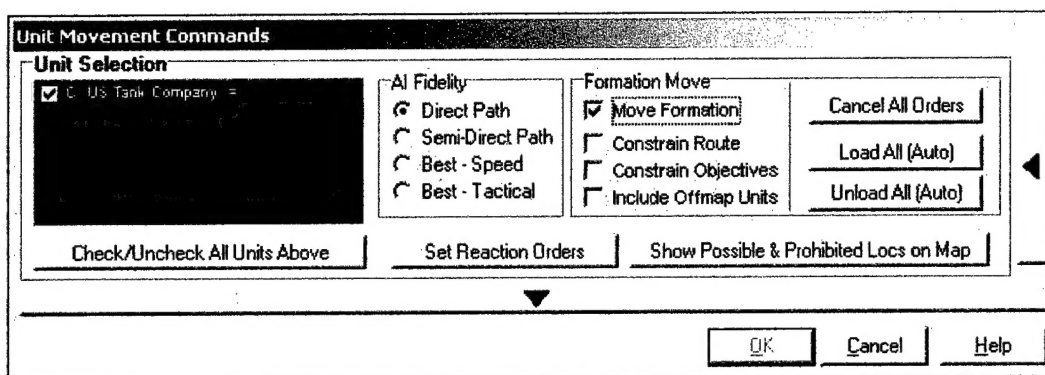 Unit Movement Commands
Unit Selection
US Tank Company
AI Fidelity
Direct Path
Semi-Direct Path
Best - Speed
Best - Tactical
Formation Move
Move Formation
Constrain Route
Constrain Objectives
Include Offmap Units
Cancel All Orders
Load All (Auto)
Unload All (Auto)
Check/Uncheck All Units Above
Set Reaction Orders
Show Possible & Prohibited Locs on Map
OK
Cancel
Help